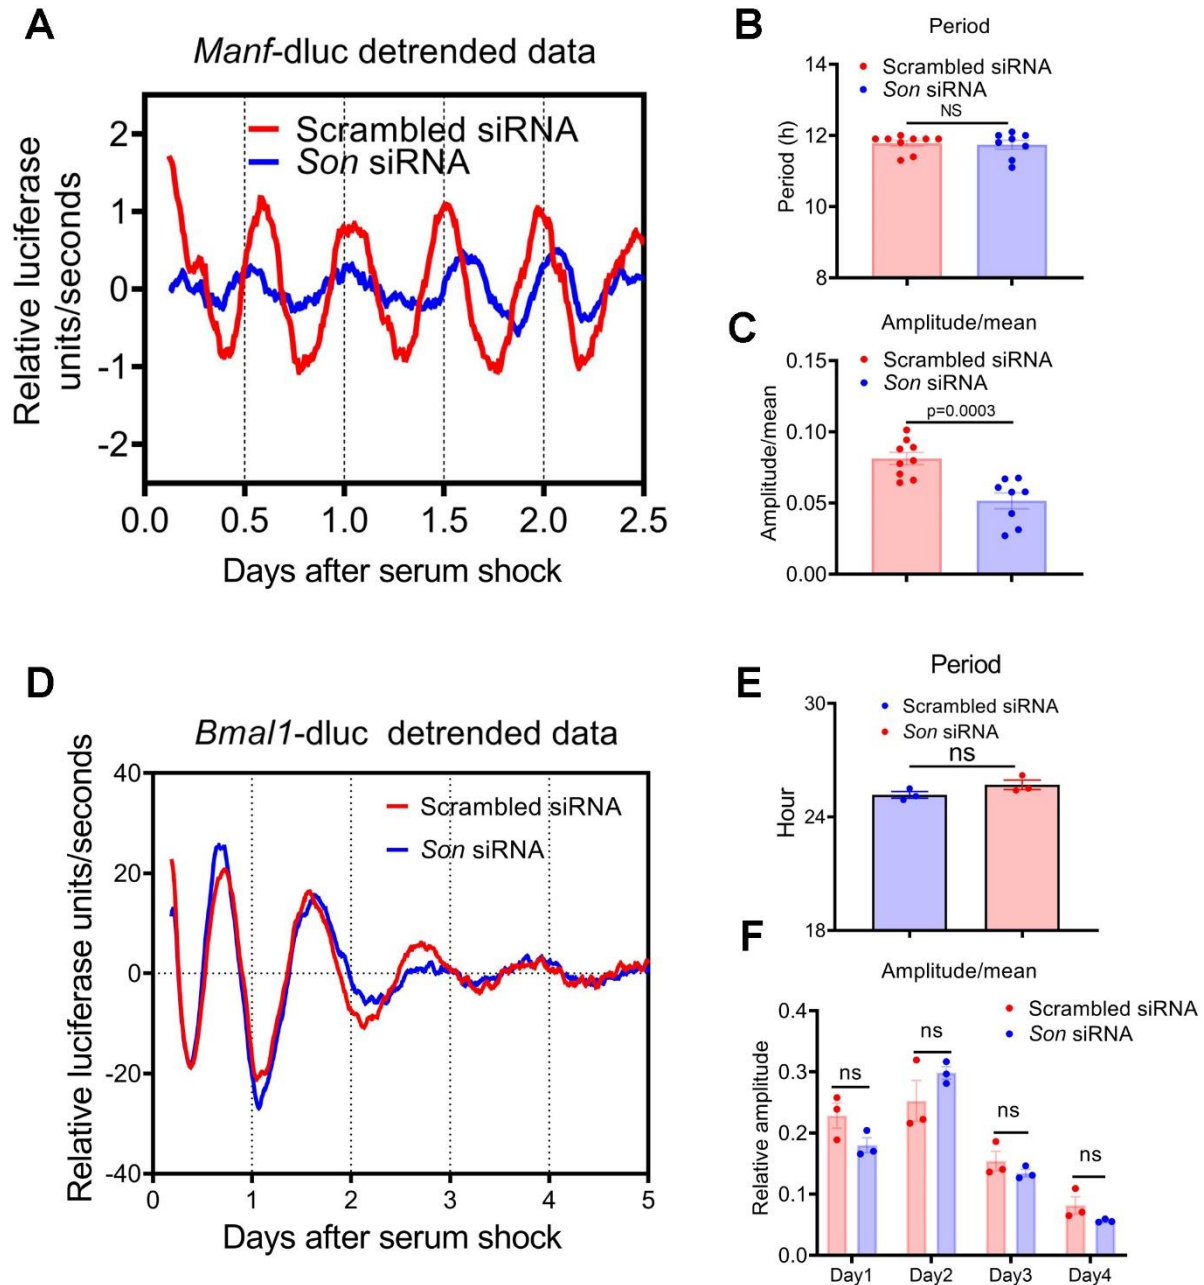 A
Manf-dluc detrended data
Relative luciferase
units/seconds
2
1
0
-1
-2
Scrambled siRNA
Son siRNA
0.0 0.5 1.0 1.5 2.0 2.5
Days after serum shock
B
Period
Period (h)
14
12
10
8
Scrambled siRNA
Son siRNA
NS
C
Amplitude/mean
Amplitude/mean
0.15
0.10
0.05
0.00
Scrambled siRNA
Son siRNA
p=0.0003
D
Bmal1-dluc detrended data
Relative luciferase units/seconds
40
20
0
-20
-40
Scrambled siRNA
Son siRNA
0 1 2 3 4 5
Days after serum shock
E
Period
Hour
30
24
18
Scrambled siRNA
Son siRNA
ns
F
Amplitude/mean
Relative amplitude
0.4
0.3
0.2
0.1
0.0
Scrambled siRNA
Son siRNA
ns
ns
ns
ns
Day1 Day2 Day3 Day4